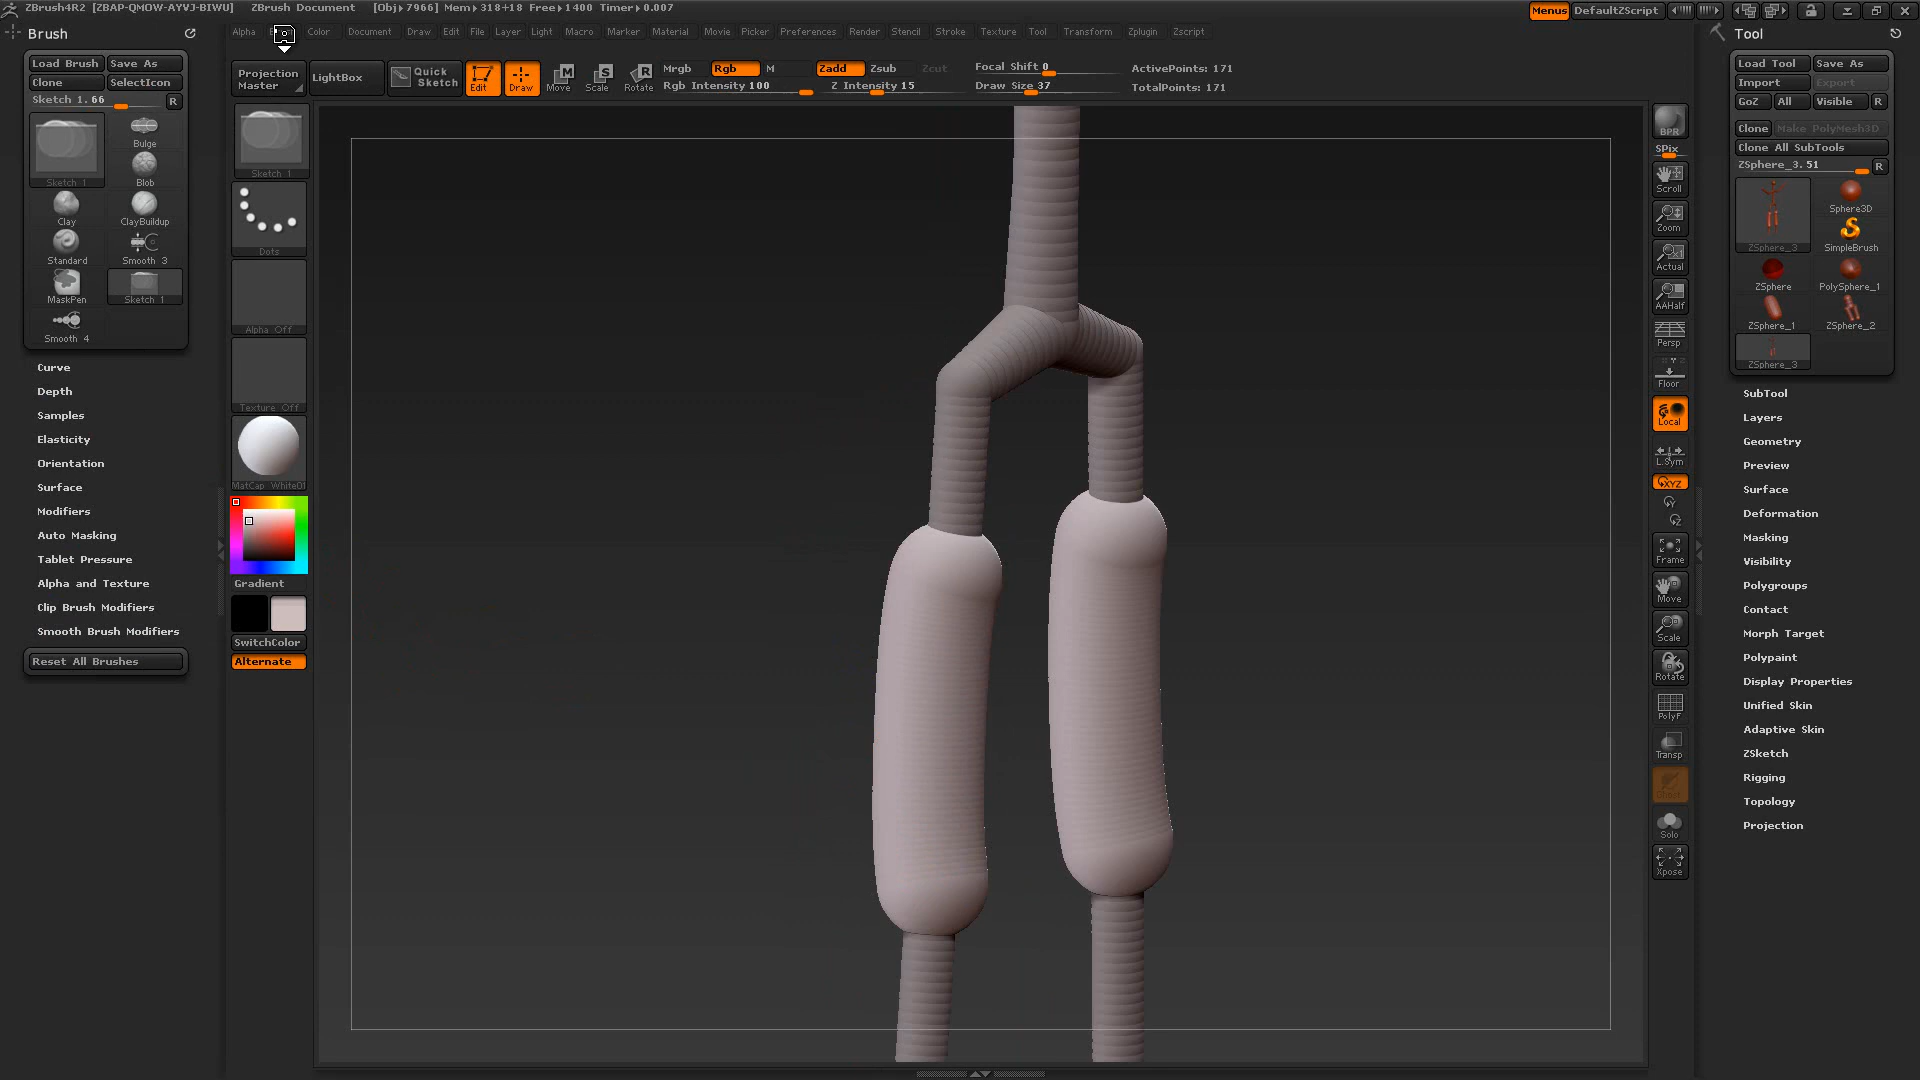 ZBrush4R2 [ZBAP-QMOW-AYVJ-BIWU] ZBrush Document [Obj▸7966] Mem▸318+18 Free▸1400 Timer▸0.007
Menus DefaultZScript
Brush
Alpha Color Document Draw Edit File Layer Light Macro Marker Material Movie Picker Preferences Render Stencil Stroke Texture Tool Transform Zplugin Zscript
Tool
Load Brush Save As
Clone SelectIcon
Sketch 1. 66 R
Sketch 1
Bulge
Blob
Clay ClayBuildup
Standard Smooth 3
MaskPen Sketch 1
Smooth 4
Curve
Depth
Samples
Elasticity
Orientation
Surface
Modifiers
Auto Masking
Tablet Pressure
Alpha and Texture
Clip Brush Modifiers
Smooth Brush Modifiers
Reset All Brushes
Projection Master
LightBox
Quick Sketch
Edit
Draw
Move
Scale
Rotate
Mrgb Rgb M
Rgb Intensity 100
Zadd Zsub Zcut
Z Intensity 15
Focal Shift 0
Draw Size 37
ActivePoints: 171
TotalPoints: 171
Sketch 1
Dots
Alpha Off
Texture Off
MatCap White01
Gradient
SwitchColor
Alternate
BPR
SPix
Scroll
Zoom
Actual
AAHalf
Persp
Floor
Local
L.Sym
XYZ
Y
Z
Frame
Move
Scale
Rotate
PolyF
Transp
Ghost
Solo
Xpose
Load Tool Save As
Import Export
GoZ All Visible R
Clone Make PolyMesh3D
Clone All SubTools
ZSphere_3. 51 R
ZSphere_3
Sphere3D
SimpleBrush
ZSphere PolySphere_1
ZSphere_1 ZSphere_2
ZSphere_3
SubTool
Layers
Geometry
Preview
Surface
Deformation
Masking
Visibility
Polygroups
Contact
Morph Target
Polypaint
Display Properties
Unified Skin
Adaptive Skin
ZSketch
Rigging
Topology
Projection